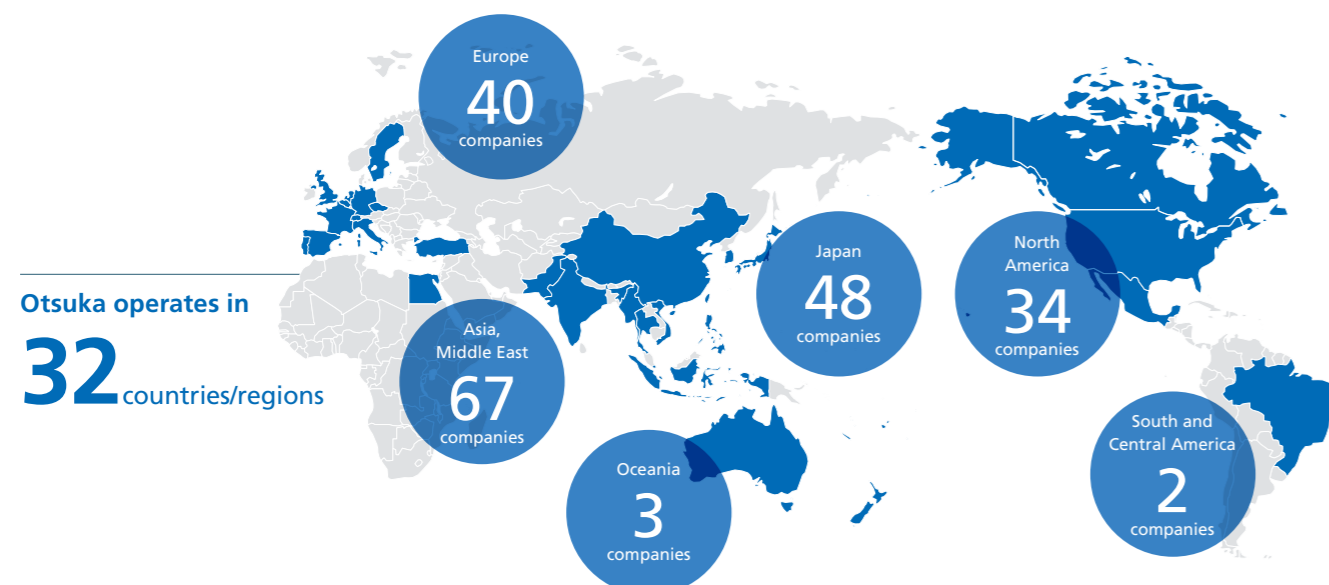 Europe
40
companies
Otsuka operates in
32 countries/regions
Asia,
Middle East
67
companies
Japan
48
companies
North
America
34
companies
Oceania
3
companies
South and
Central America
2
companies